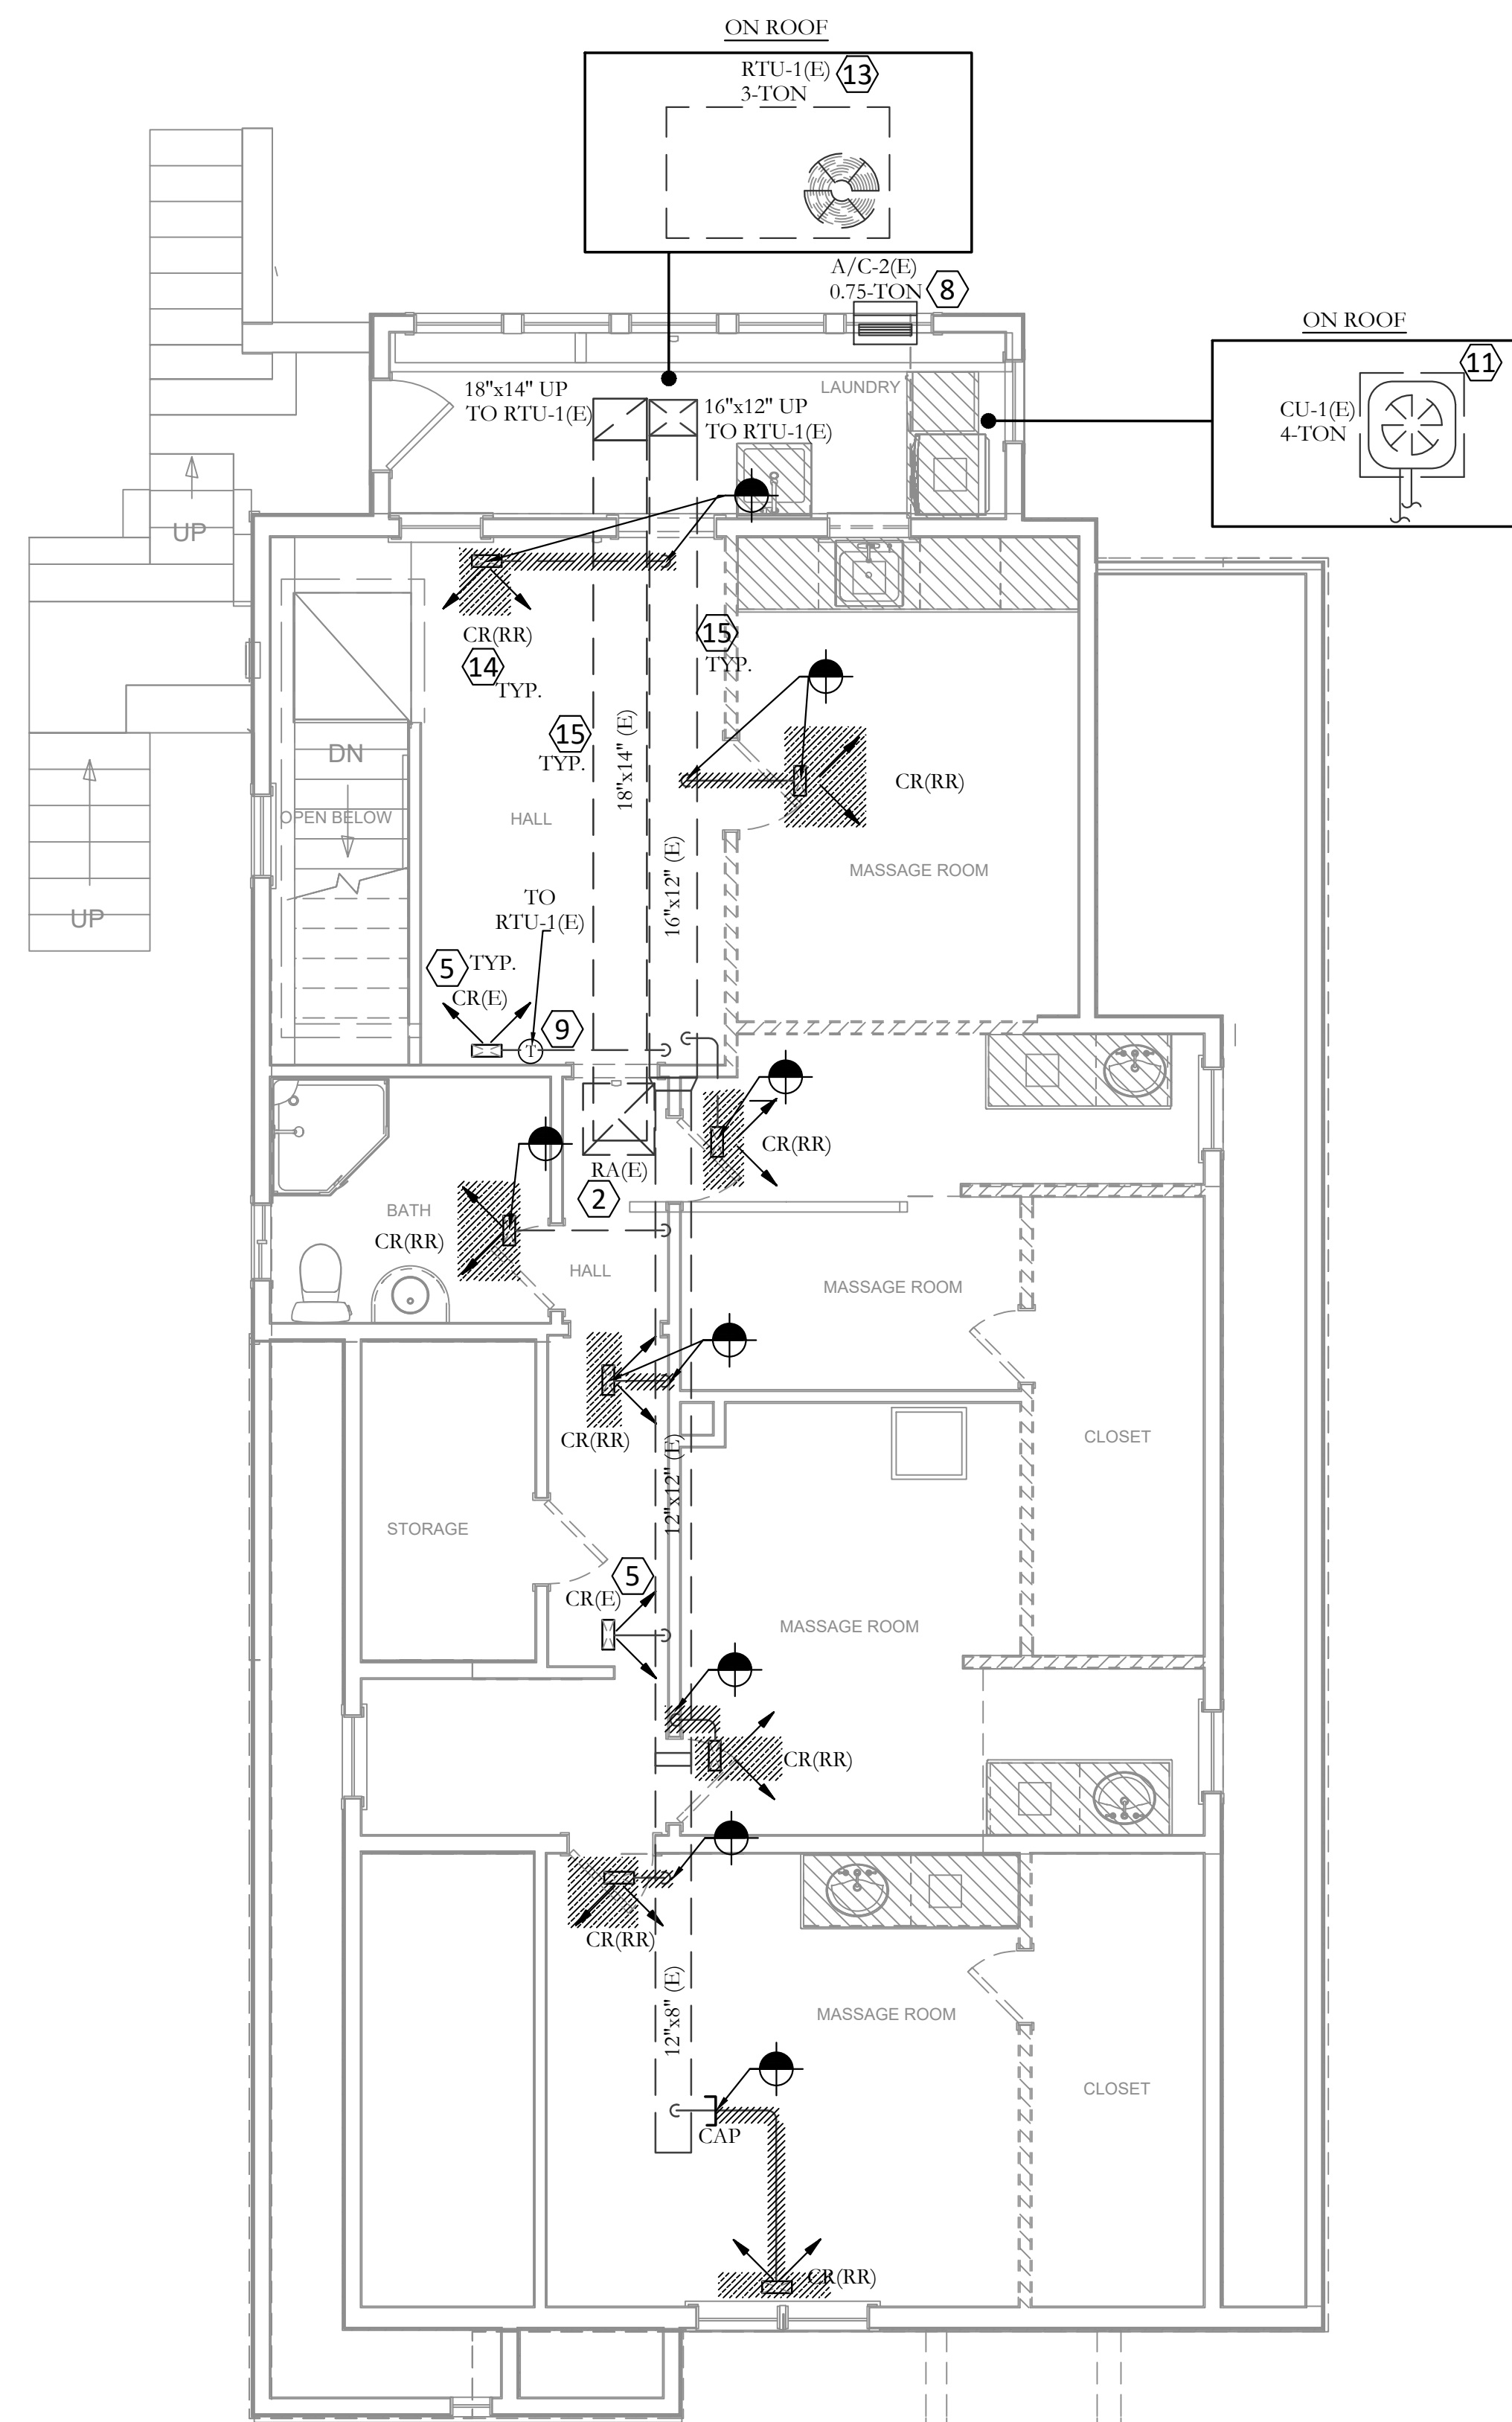 ON ROOF
RTU-1(E) 13
3-TON
A/C-2(E)
0.75-TON 8
ON ROOF
11
CU-1(E)
4-TON
18"x14" UP
TO RTU-1(E)
16"x12" UP
TO RTU-1(E)
LAUNDRY
UP
CR(RR)
14
TYP.
15
TYP.
15
TYP.
18"x14" (E)
DN
OPEN BELOW
HALL
CR(RR)
MASSAGE ROOM
16"x12" (E)
UP
TO
RTU-1(E)
5 TYP.
CR(E)
9
T
CR(RR)
RA(E)
2
BATH
CR(RR)
HALL
MASSAGE ROOM
CR(RR)
12"x12" (E)
CLOSET
STORAGE
5
CR(E)
MASSAGE ROOM
CR(RR)
CR(RR)
12"x8" (E)
MASSAGE ROOM
CLOSET
CAP
CR(RR)